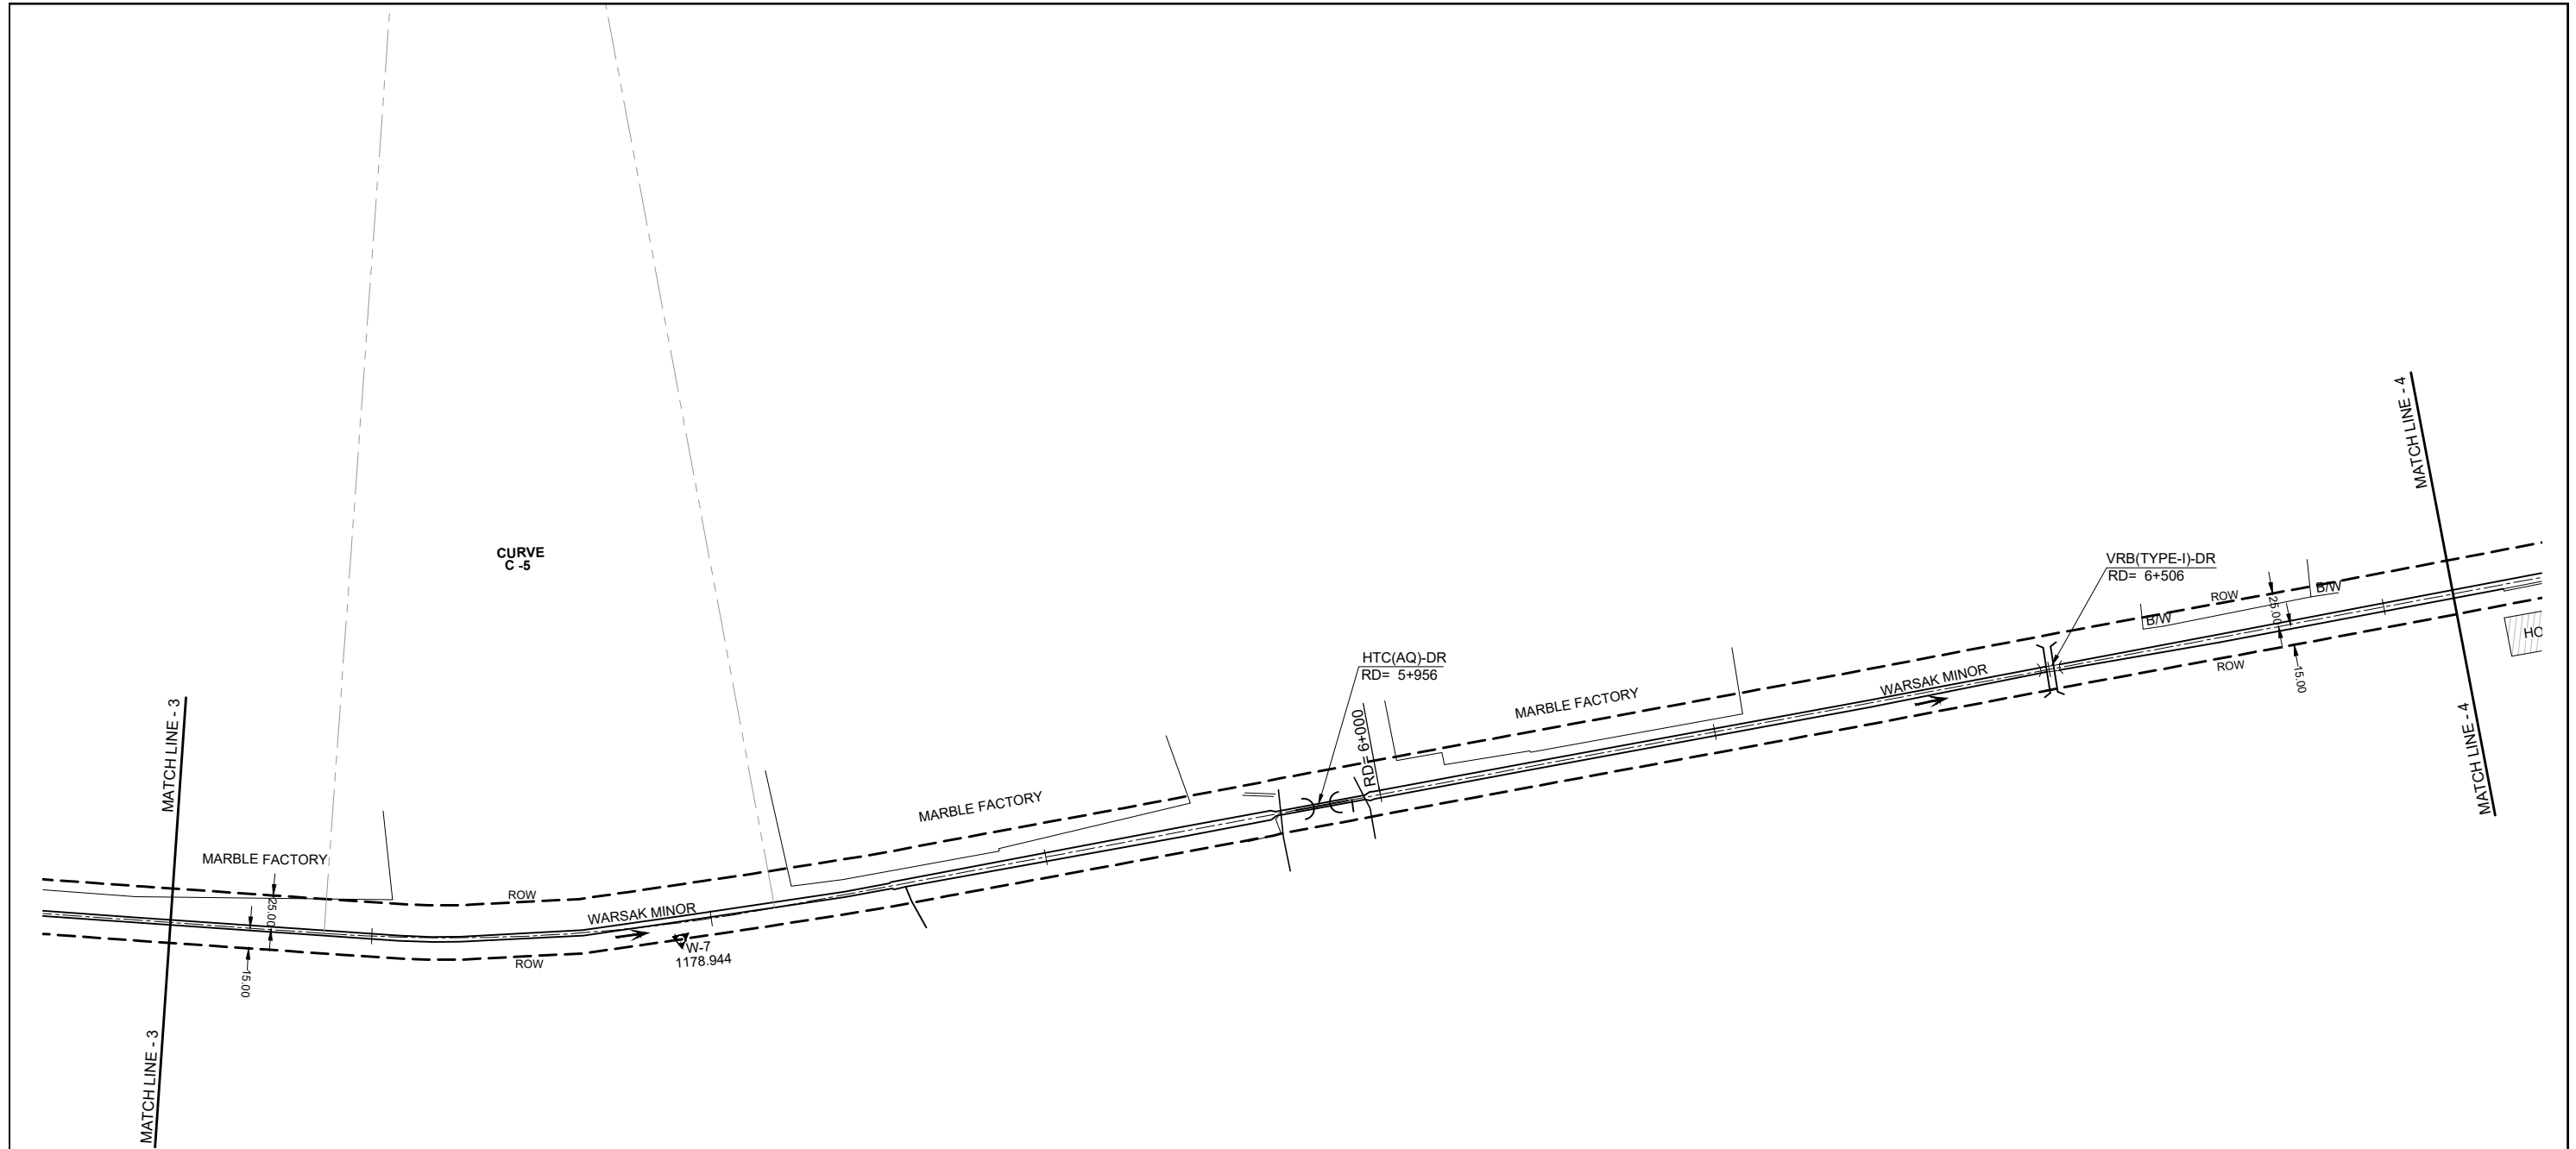 CURVE
C -5
MATCH LINE - 3
MATCH LINE - 3
MARBLE FACTORY
25.00
15.00
ROW
ROW
WARSAK MINOR
W-7
1178.944
MARBLE FACTORY
HTC(AQ)-DR
RD= 5+956
RD= 6+000
MARBLE FACTORY
WARSAK MINOR
VRB(TYPE-I)-DR
RD= 6+506
B/W
ROW
25.00
B/W
ROW
15.00
MATCH LINE - 4
MATCH LINE - 4
HO